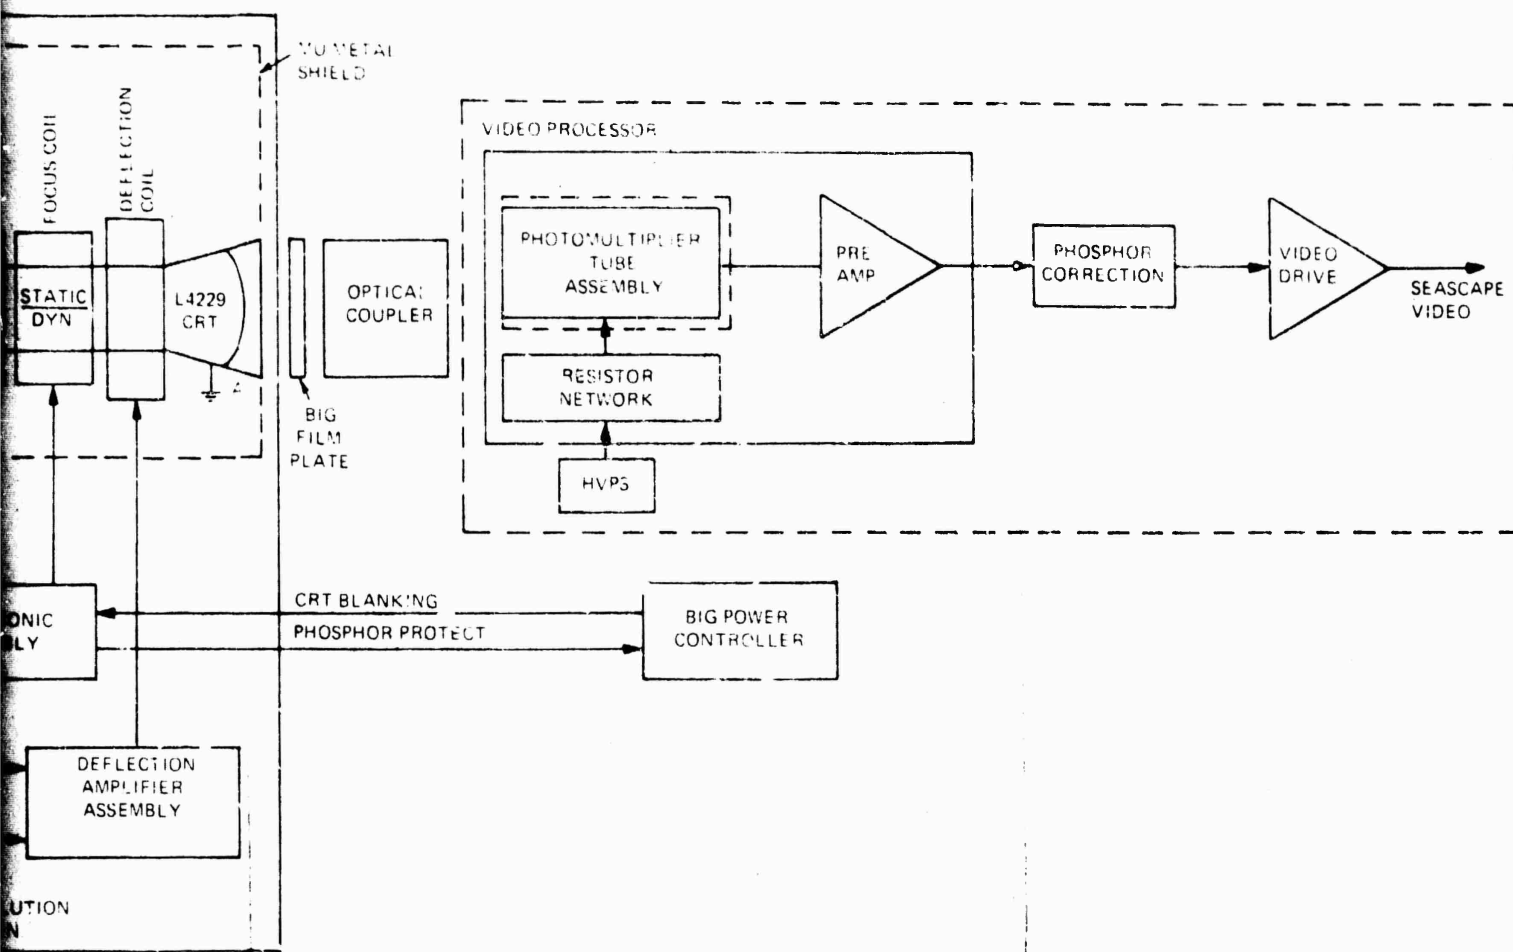 MU METAL
SHIELD
FOCUS COIL
DEFLECTION
COIL
STATIC
DYN
L4229
CRT
A
BIG
FILM
PLATE
OPTICAL
COUPLER
VIDEO PROCESSOR
PHOTOMULTIPLIER
TUBE
ASSEMBLY
RESISTOR
NETWORK
HVPS
PRE
AMP
PHOSPHOR
CORRECTION
VIDEO
DRIVE
SEASCAPE
VIDEO
ONIC
BLY
CRT BLANKING
PHOSPHOR PROTECT
BIG POWER
CONTROLLER
DEFLECTION
AMPLIFIER
ASSEMBLY
LUTION
N